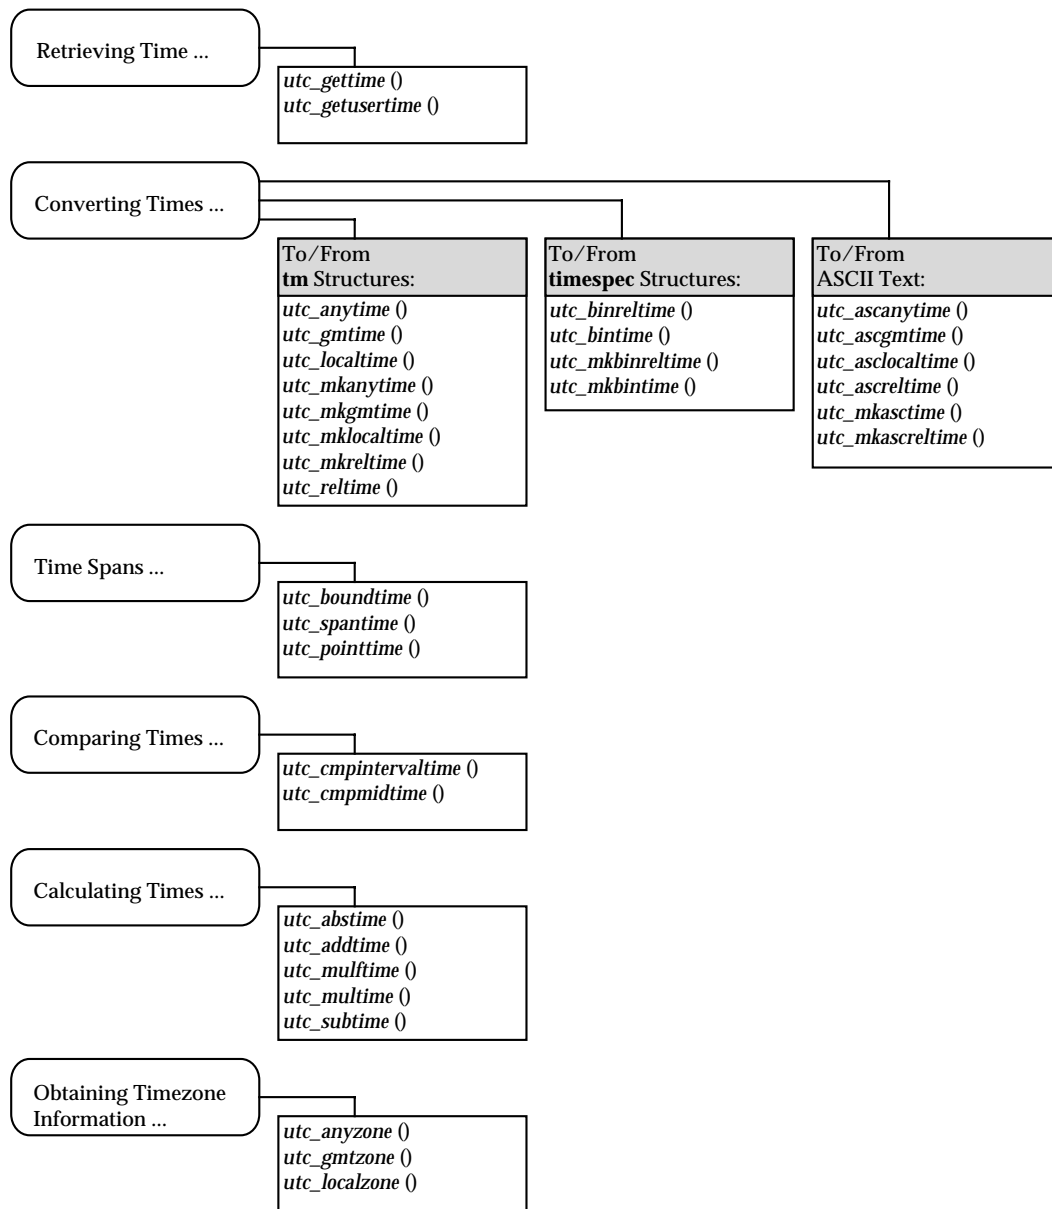 Retrieving Time ...
utc_gettime ()
utc_getusertime ()
Converting Times ...
To/From
tm Structures:
utc_anytime ()
utc_gmtime ()
utc_localtime ()
utc_mkanytime ()
utc_mkgmtime ()
utc_mklocaltime ()
utc_mkreltime ()
utc_reltime ()
To/From
timespec Structures:
utc_binreltime ()
utc_bintime ()
utc_mkbinreltime ()
utc_mkbintime ()
To/From
ASCII Text:
utc_ascanytime ()
utc_ascgmtime ()
utc_asclocaltime ()
utc_ascreltime ()
utc_mkasctime ()
utc_mkascreltime ()
Time Spans ...
utc_boundtime ()
utc_spantime ()
utc_pointtime ()
Comparing Times ...
utc_cmpintervaltime ()
utc_cmpmidtime ()
Calculating Times ...
utc_abstime ()
utc_addtime ()
utc_mulftime ()
utc_multime ()
utc_subtime ()
Obtaining Timezone
Information ...
utc_anyzone ()
utc_gmtzone ()
utc_localzone ()